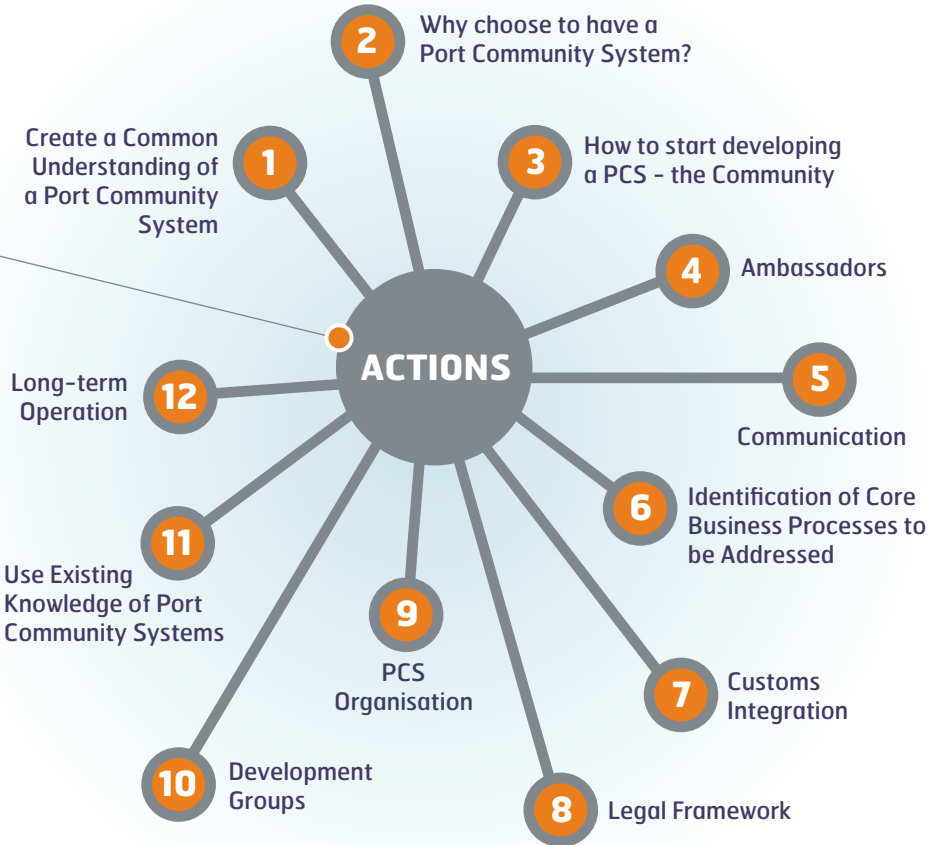 2
Why choose to have a
Port Community System?
1
Create a Common
Understanding of
a Port Community
System
3
How to start developing
a PCS - the Community
4
Ambassadors
ACTIONS
5
Communication
12
Long-term
Operation
6
Identification of Core
Business Processes to
be Addressed
11
Use Existing
Knowledge of Port
Community Systems
9
PCS
Organisation
7
Customs
Integration
10
Development
Groups
8
Legal Framework